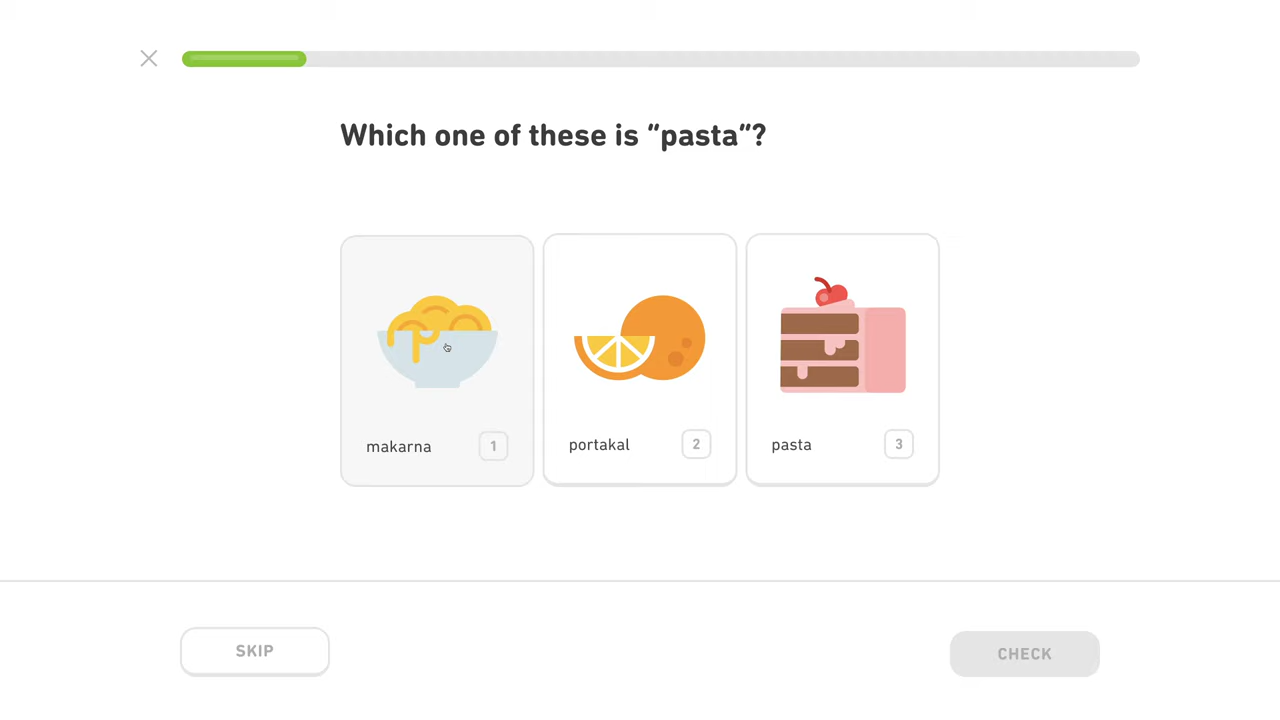 Which one of these is “pasta”?
makarna 1
portakal 2
pasta 3
SKIP
CHECK